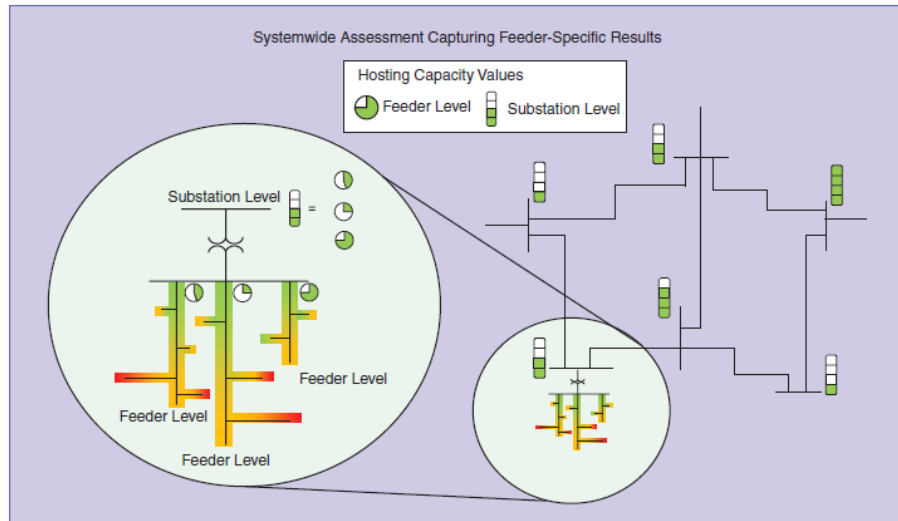 Systemwide Assessment Capturing Feeder-Specific Results
Hosting Capacity Values
Feeder Level
Substation Level
Substation Level
=
Feeder Level
Feeder Level
Feeder Level